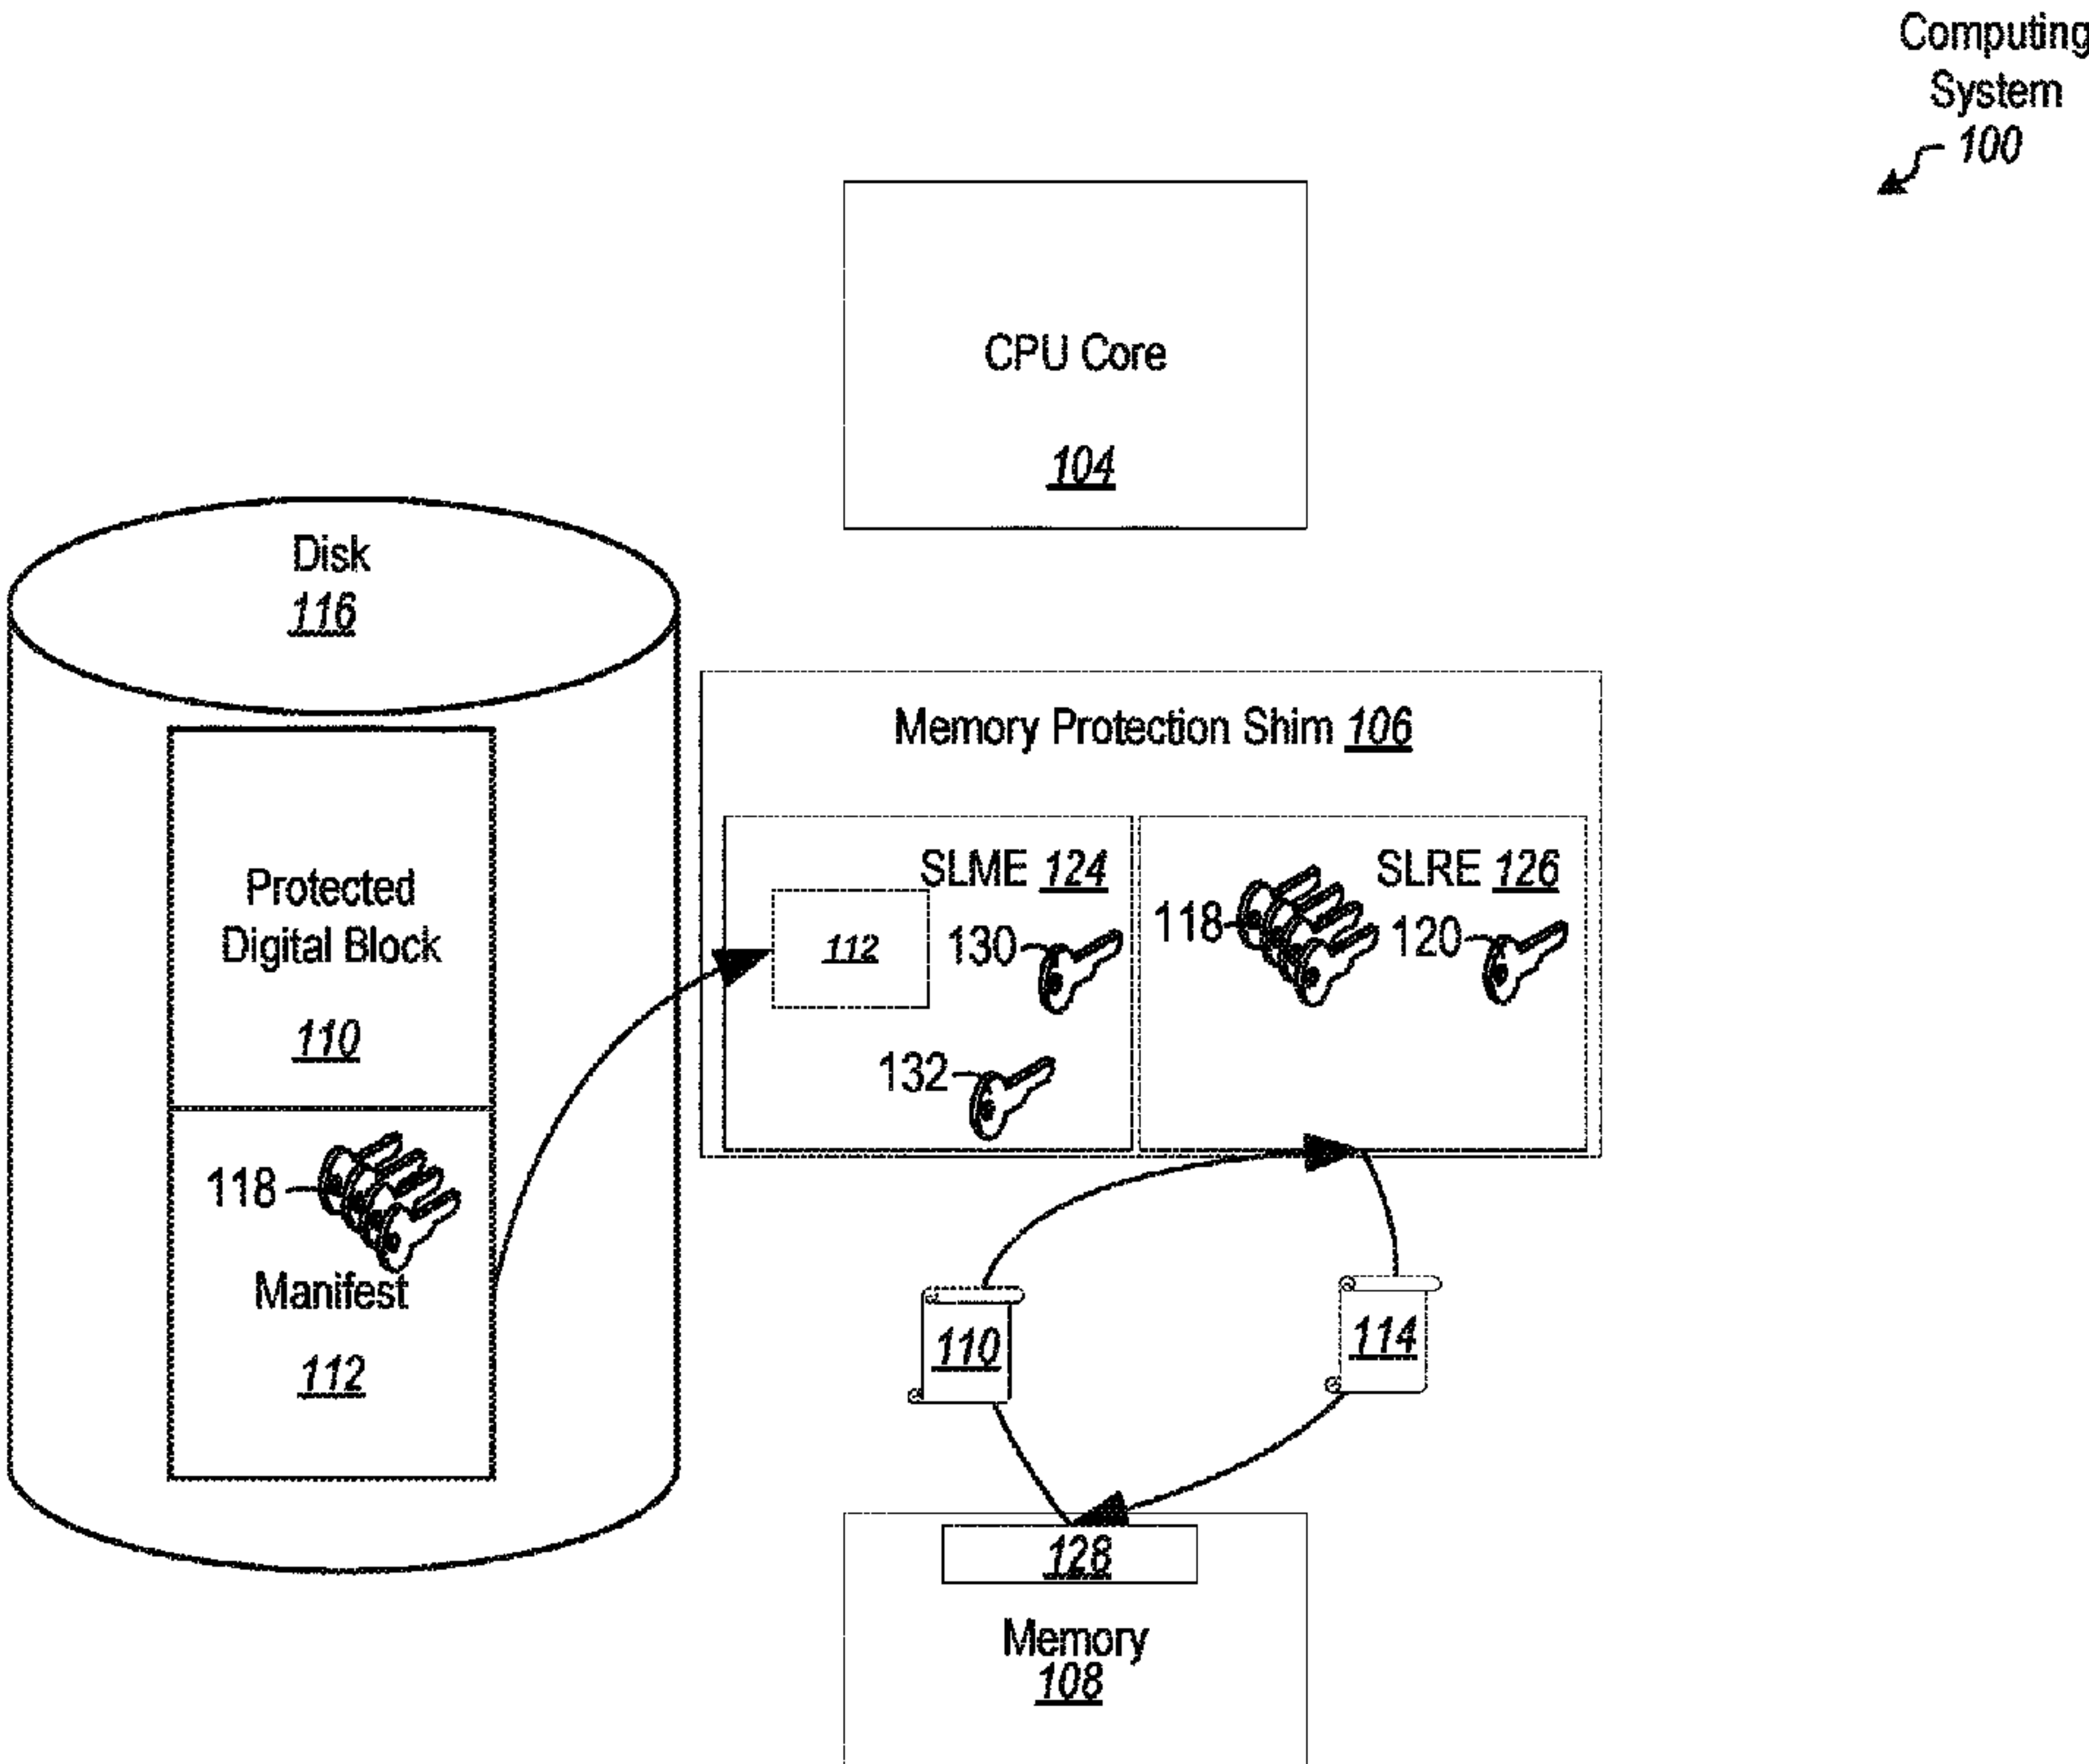 Computing
System
100
CPU Core
104
Disk
116
Memory Protection Shim 106
Protected
Digital Block
110
SLME 124
112
130
132
SLRE 126
118
120
118
Manifest
112
110
114
128
Memory
108